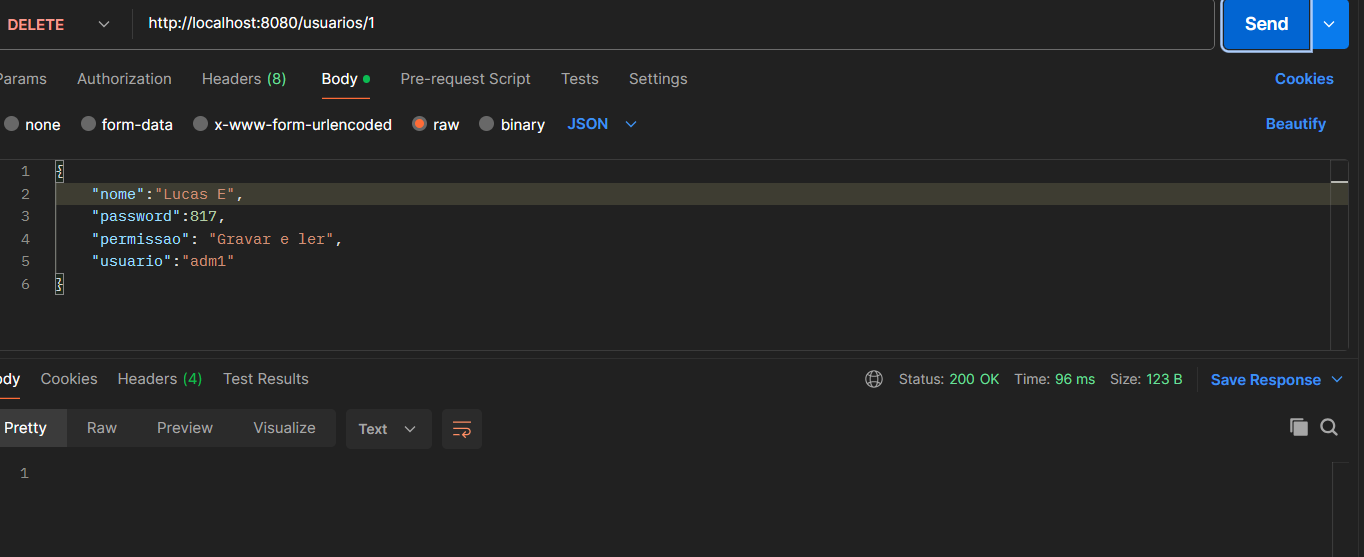 DELETE http://localhost:8080/usuarios/1 Send
Params Authorization Headers (8) Body Pre-request Script Tests Settings Cookies
none form-data x-www-form-urlencoded raw binary JSON Beautify
1 {
2 "nome":"Lucas E",
3 "password":817,
4 "permissao": "Gravar e ler",
5 "usuario":"adm1"
6 }
ody Cookies Headers (4) Test Results Status: 200 OK Time: 96 ms Size: 123 B Save Response
Pretty Raw Preview Visualize Text
1